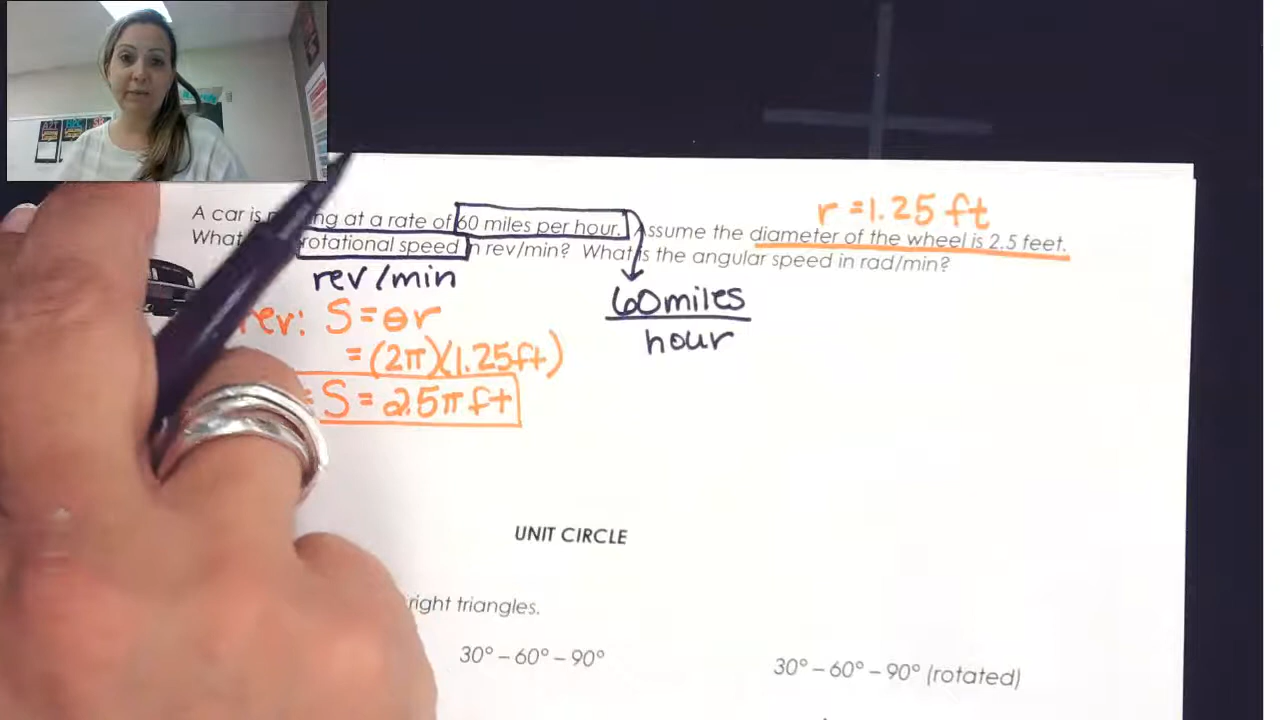 A car is ng at a rate of 60 miles per hour. Assume the diameter of the wheel is 2.5 feet.
r = 1.25 ft
What rotational speed in rev/min? What is the angular speed in rad/min?
rev/min
60 miles
hour
rev: S = θr
= (2π)(1.25ft)
= S = 2.5π ft
UNIT CIRCLE
right triangles.
30° – 60° – 90°
30° – 60° – 90° (rotated)